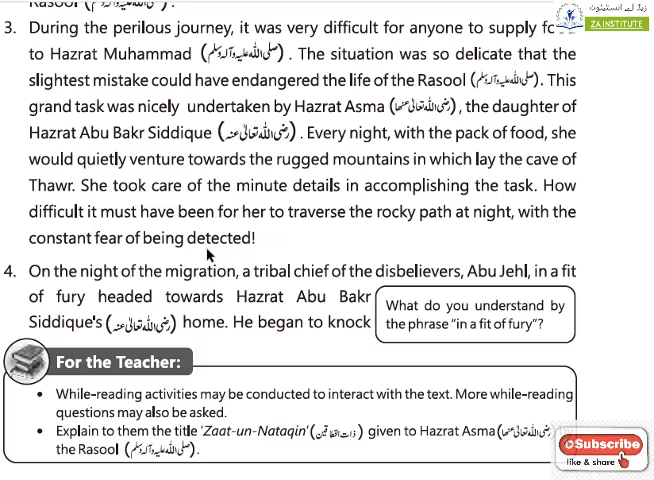 Rasool (صلی اللہ علیہ وآلہ وسلم)
3. During the perilous journey, it was very difficult for anyone to supply
to Hazrat Muhammad (صلی اللہ علیہ وآلہ وسلم). The situation was so delicate that the
slightest mistake could have endangered the life of the Rasool (صلی اللہ علیہ وآلہ وسلم). This
grand task was nicely undertaken by Hazrat Asma (رضی اللہ تعالیٰ عنھا), the daughter of
Hazrat Abu Bakr Siddique (رضی اللہ تعالیٰ عنہ). Every night, with the pack of food, she
would quietly venture towards the rugged mountains in which lay the cave of
Thawr. She took care of the minute details in accomplishing the task. How
difficult it must have been for her to traverse the rocky path at night, with the
constant fear of being detected!
4. On the night of the migration, a tribal chief of the disbelievers, Abu Jehl, in a fit
of fury headed towards Hazrat Abu Bakr
Siddique's (رضی اللہ تعالیٰ عنہ) home. He began to knock
What do you understand by
the phrase "in a fit of fury"?
For the Teacher:
• While-reading activities may be conducted to interact with the text. More while-reading
questions may also be asked.
• Explain to them the title 'Zaat-un-Nataqin' (ذات النطاقین) given to Hazrat Asma (رضی اللہ تعالیٰ عنھا)
the Rasool (صلی اللہ علیہ وآلہ وسلم).
زیڈ اے انسٹیٹیوٹ
ZA INSTITUTE
Subscribe
like & share